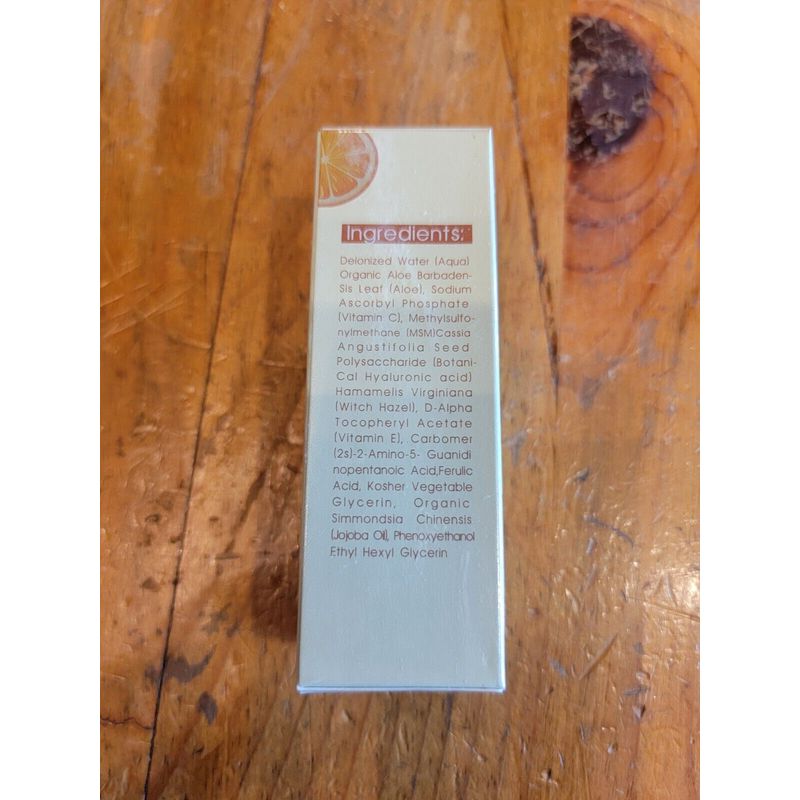 Ingredients:
Deionized Water (Aqua)
Organic Aloe Barbaden-
Sis Leaf (Aloe), Sodium
Ascorbyl Phosphate
(Vitamin C), Methylsulfo-
nylmethane (MSM)Cassia
Angustifolia Seed
Polysaccharide (Botani-
Cal Hyaluronic acid)
Hamamelis Virginiana
(Witch Hazel), D-Alpha
Tocopheryl Acetate
(Vitamin E), Carbomer
(2s)-2-Amino-5- Guanidi
nopentanoic Acid,Ferulic
Acid, Kosher Vegetable
Glycerin, Organic
Simmondsia Chinensis
(Jojoba Oil), Phenoxyethanol
Ethyl Hexyl Glycerin